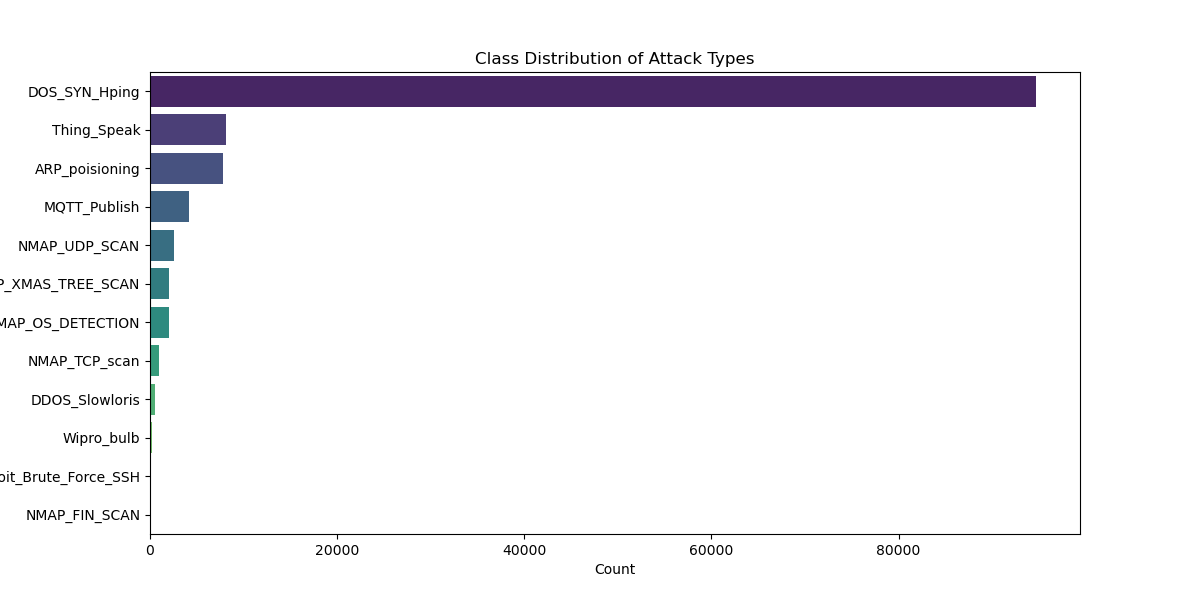 Class Distribution of Attack Types
DOS_SYN_Hping
Thing_Speak
ARP_poisioning
MQTT_Publish
NMAP_UDP_SCAN
P_XMAS_TREE_SCAN
MAP_OS_DETECTION
NMAP_TCP_scan
DDOS_Slowloris
Wipro_bulb
oit_Brute_Force_SSH
NMAP_FIN_SCAN
0 20000 40000 60000 80000
Count